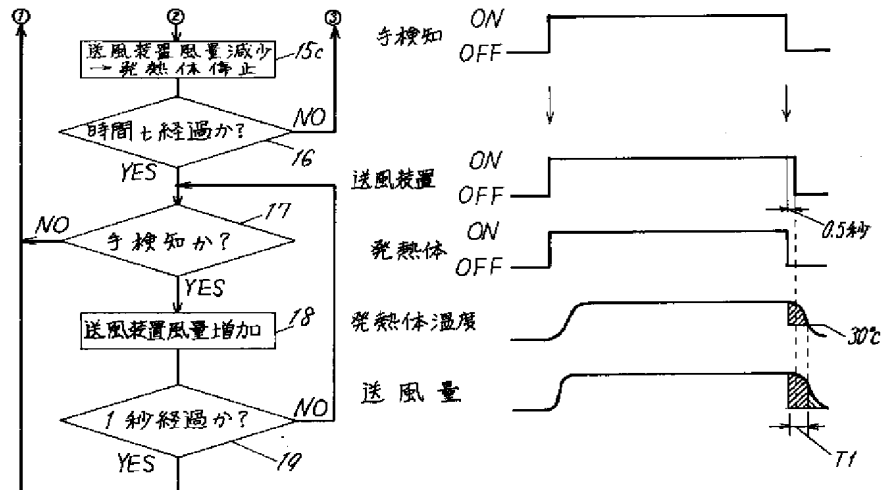 ① ② ③
送風装置風量減少
→発熱体停止
15c
時間t経過か?
NO
16
YES
17
NO
手検知か?
YES
送風装置風量増加
18
1秒経過か?
NO
19
YES
手検知
ON
OFF
送風装置
ON
OFF
0.5秒
発熱体
ON
OFF
発熱体温度
30℃
送風量
T1